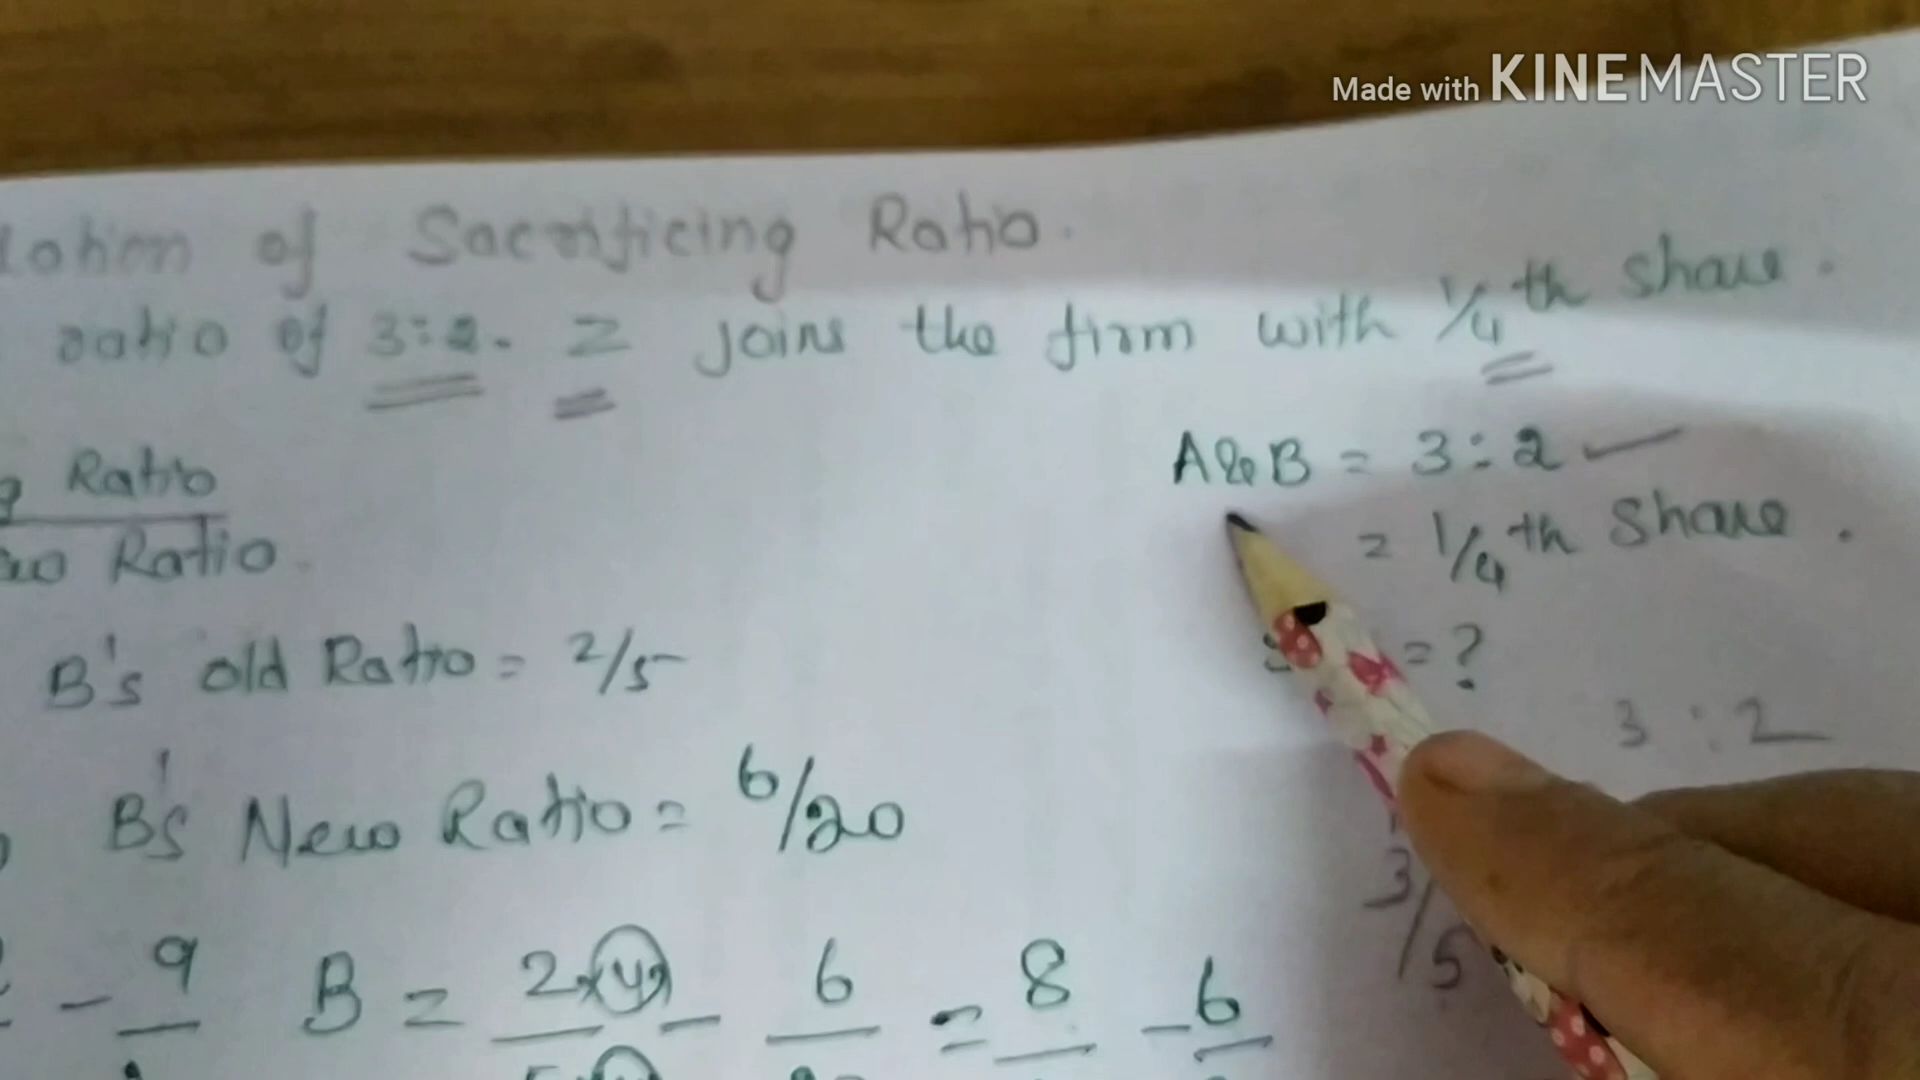 Made with KINEMASTER
of Sacrificing Ratio.
ratio of 3:2. Z joins the firm with 1/4th share.
A & B = 3:2
= 1/4th Share.
Ratio
Ratio.
= ?
B's old Ratio = 2/5
3 : 2
B's New Ratio = 6/20
3/5
- 9 B = 2x4 - 6 = 8 - 6